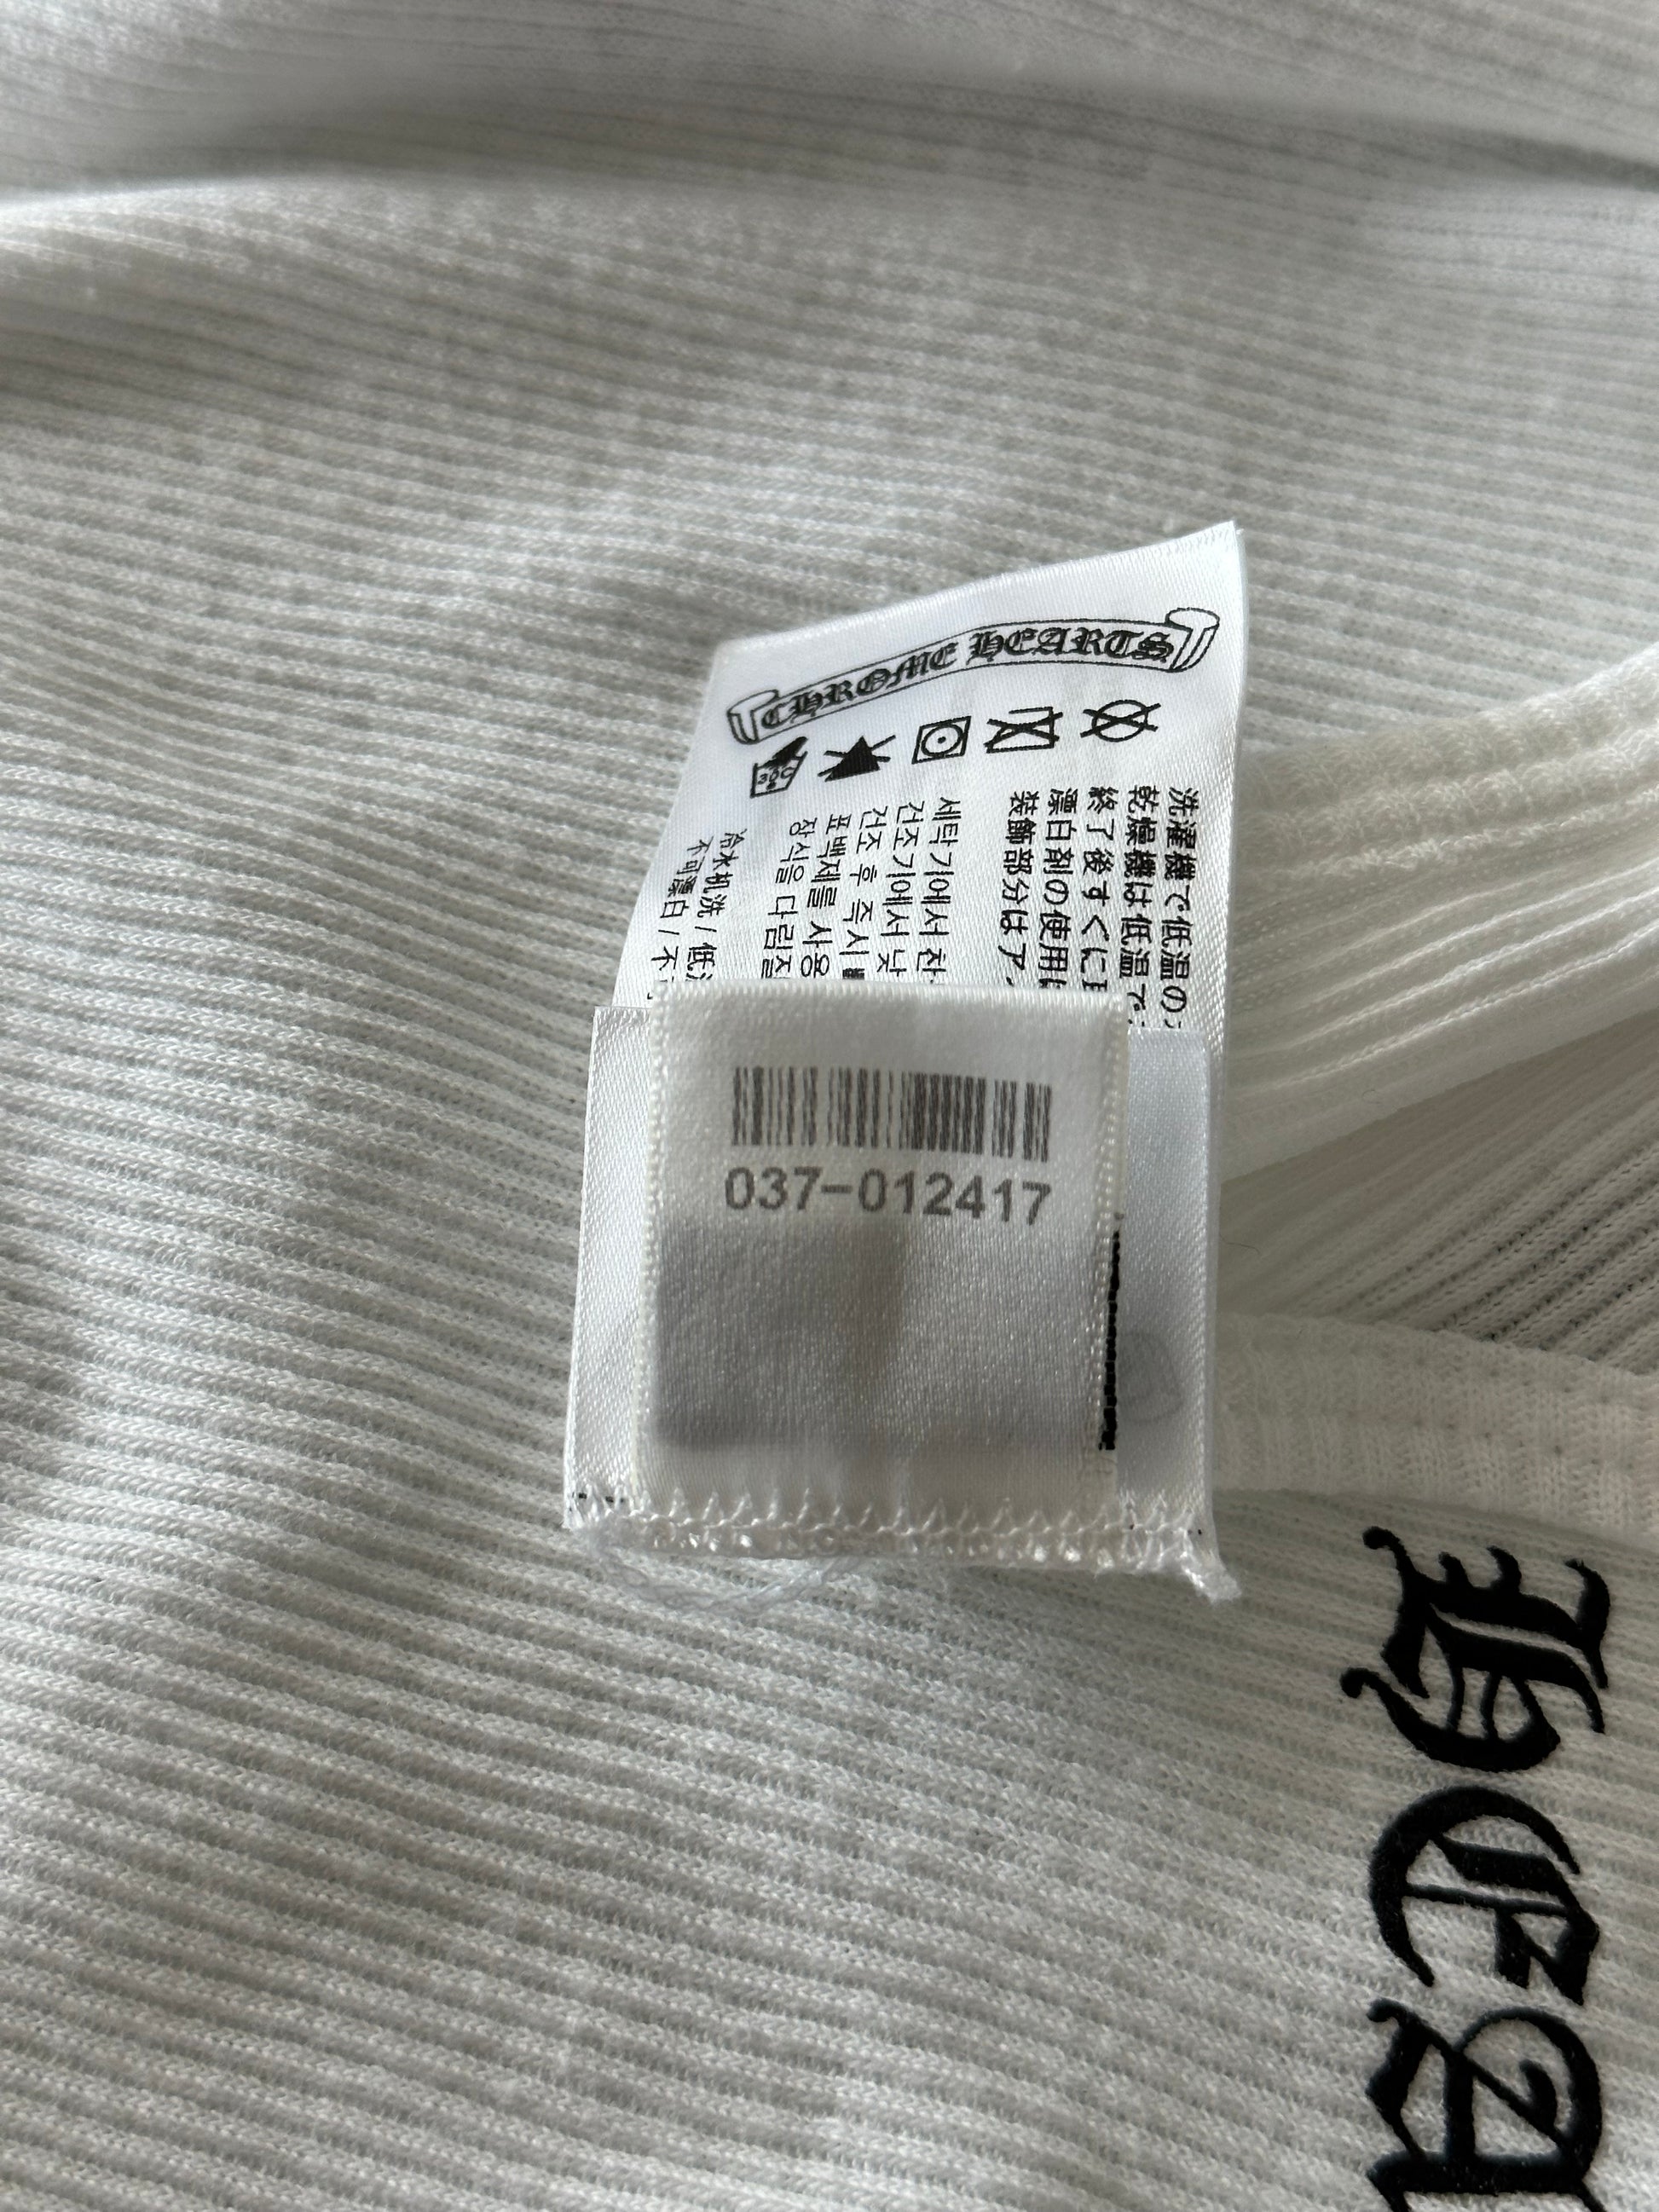 CHROME HEARTS
30C
洗濯機で低温の
乾燥機は低温で
終了後すぐに
漂白剤の使用は
装飾部分はア
세탁기에서 찬
건조기에서 낮
건조 후 즉시
표백제를 사용
장식을 다림질
冷水机洗 / 低
不可漂白 / 不
037-012417
HEA